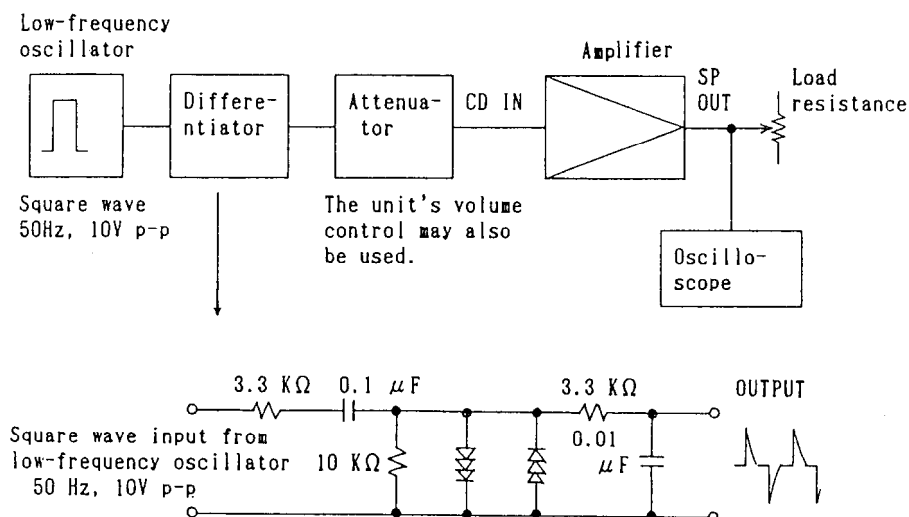 Low-frequency
oscillator
Amplifier
SP
OUT
Load
resistance
Differe-
ntiator
Attenua-
tor
CD IN
Square wave
50Hz, 10V p-p
The unit's volume
control may also
be used.
Oscillo-
scope
3.3 KΩ
0.1 μF
3.3 KΩ
OUTPUT
Square wave input from
low-frequency oscillator
50 Hz, 10V p-p
10 KΩ
0.01
μF